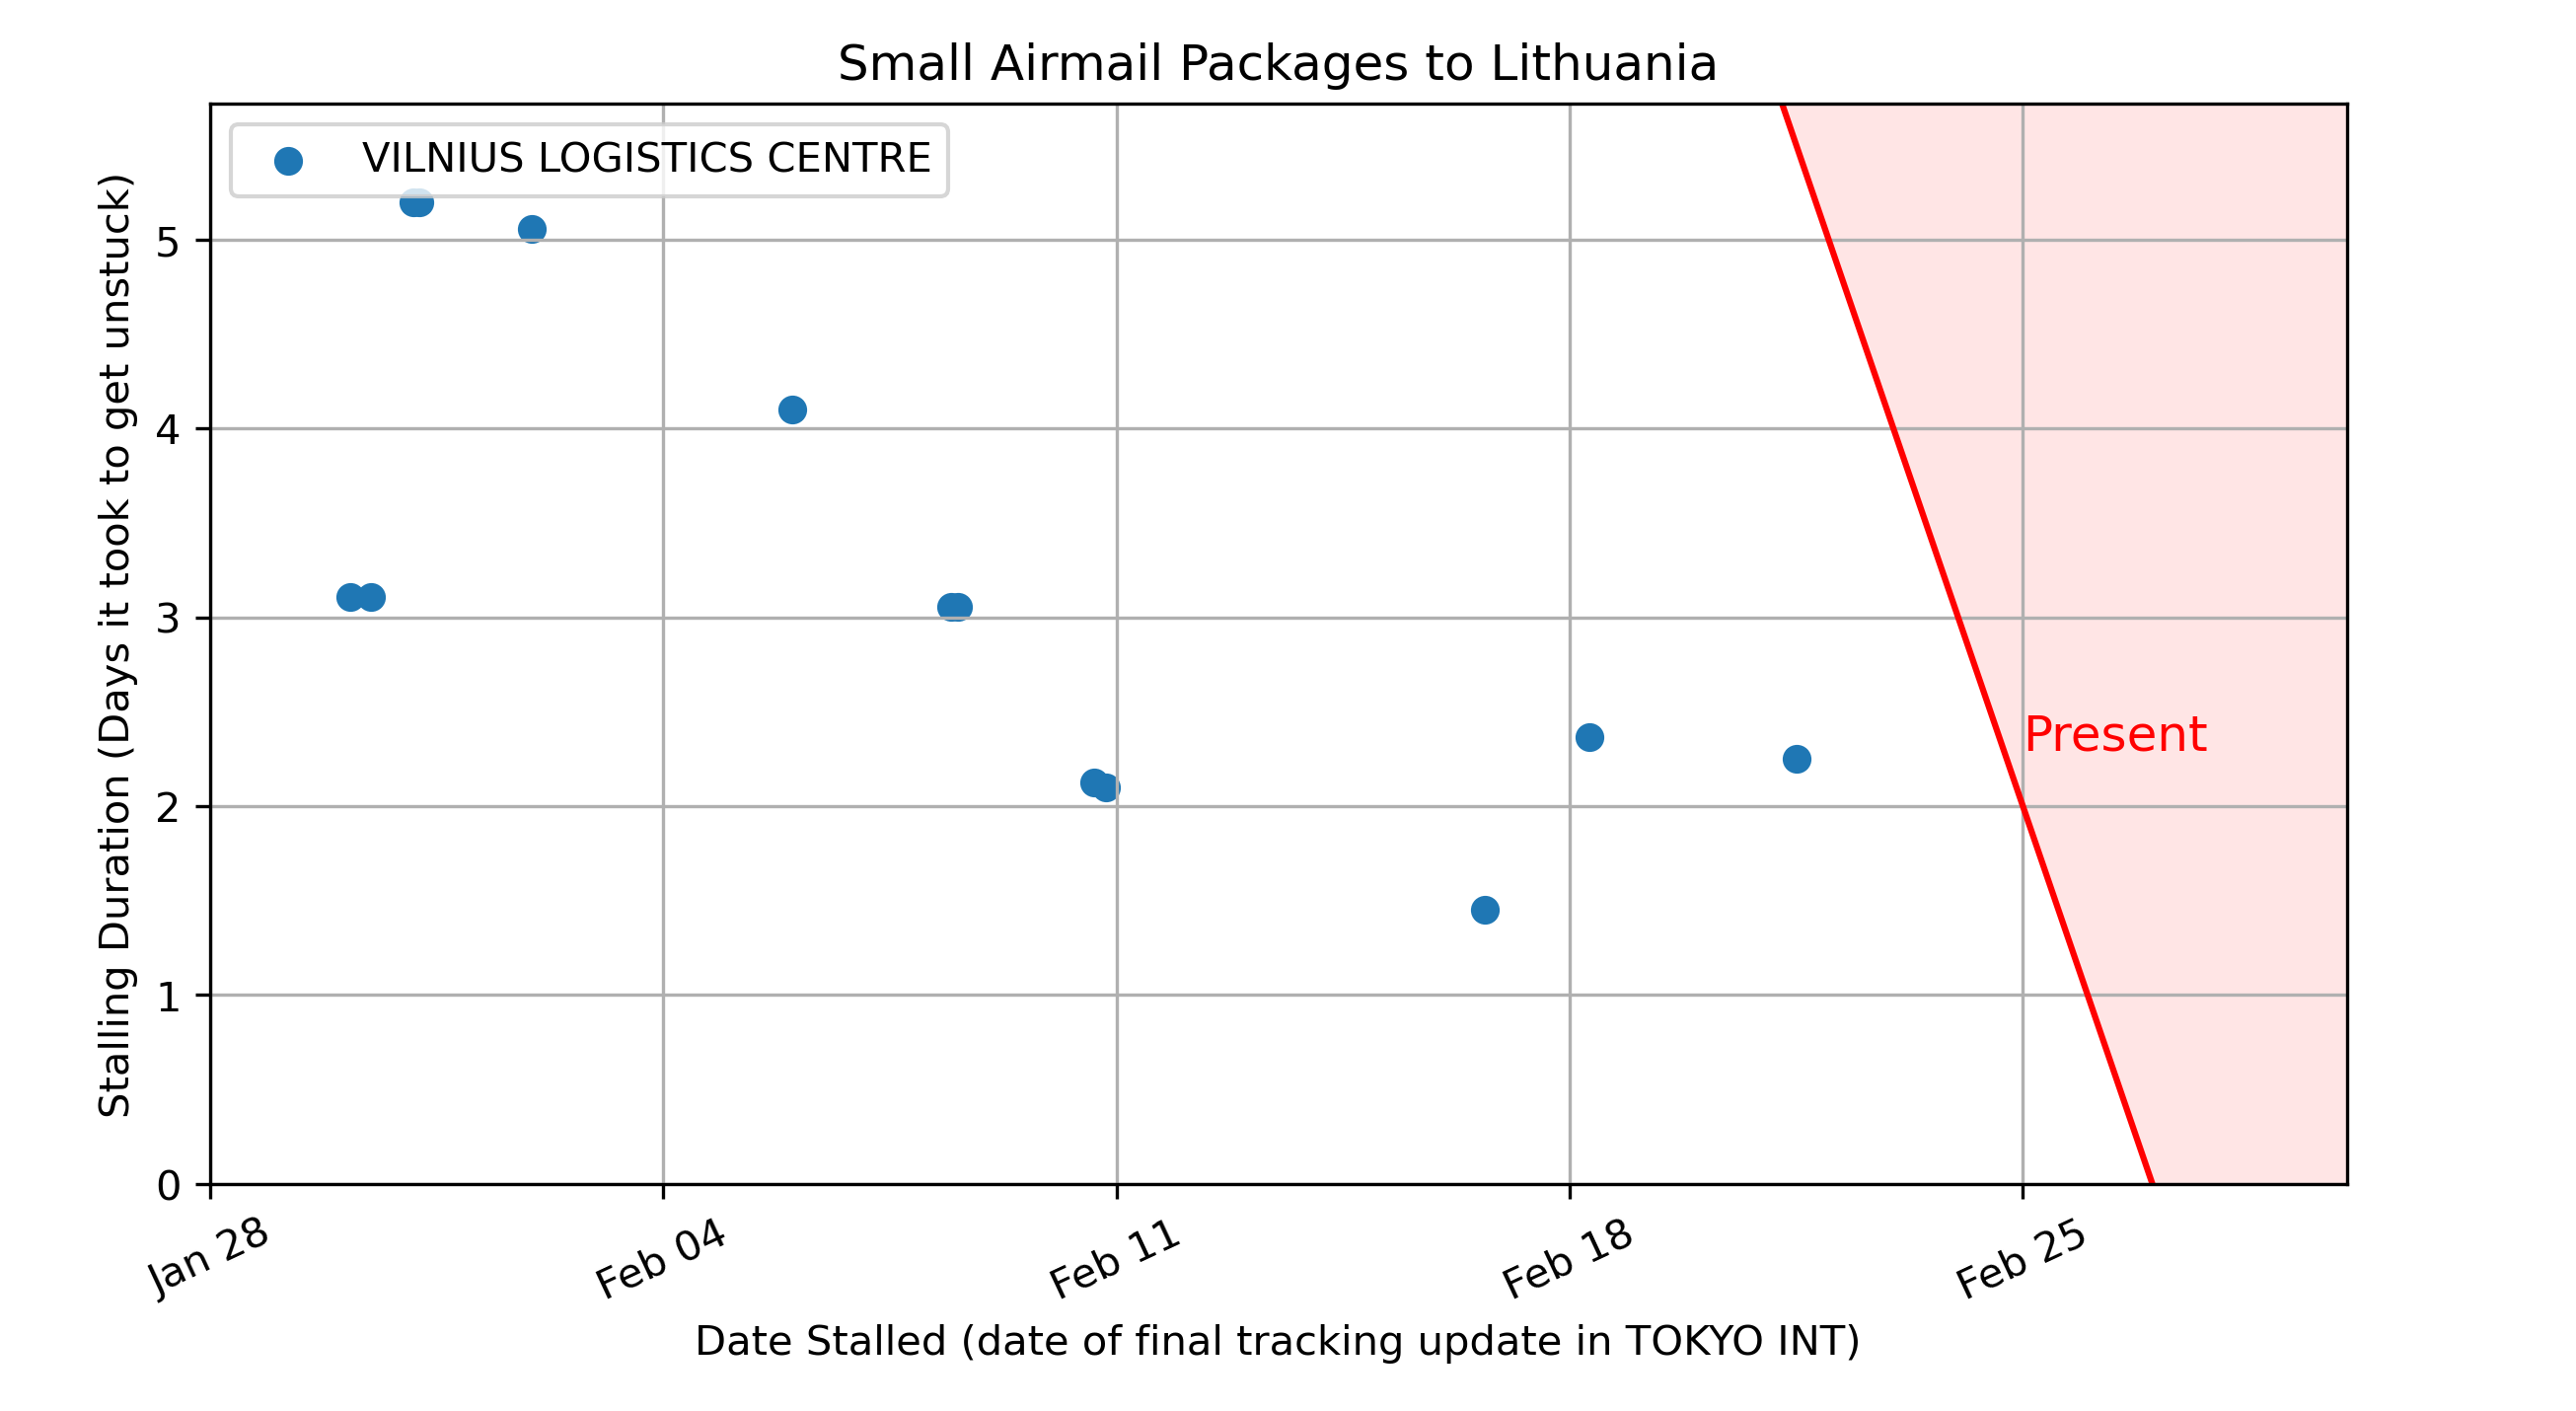 Small Airmail Packages to Lithuania
VILNIUS LOGISTICS CENTRE
Stalling Duration (Days it took to get unstuck)
5
4
3
2
1
0
Present
Jan 28
Feb 04
Feb 11
Feb 18
Feb 25
Date Stalled (date of final tracking update in TOKYO INT)